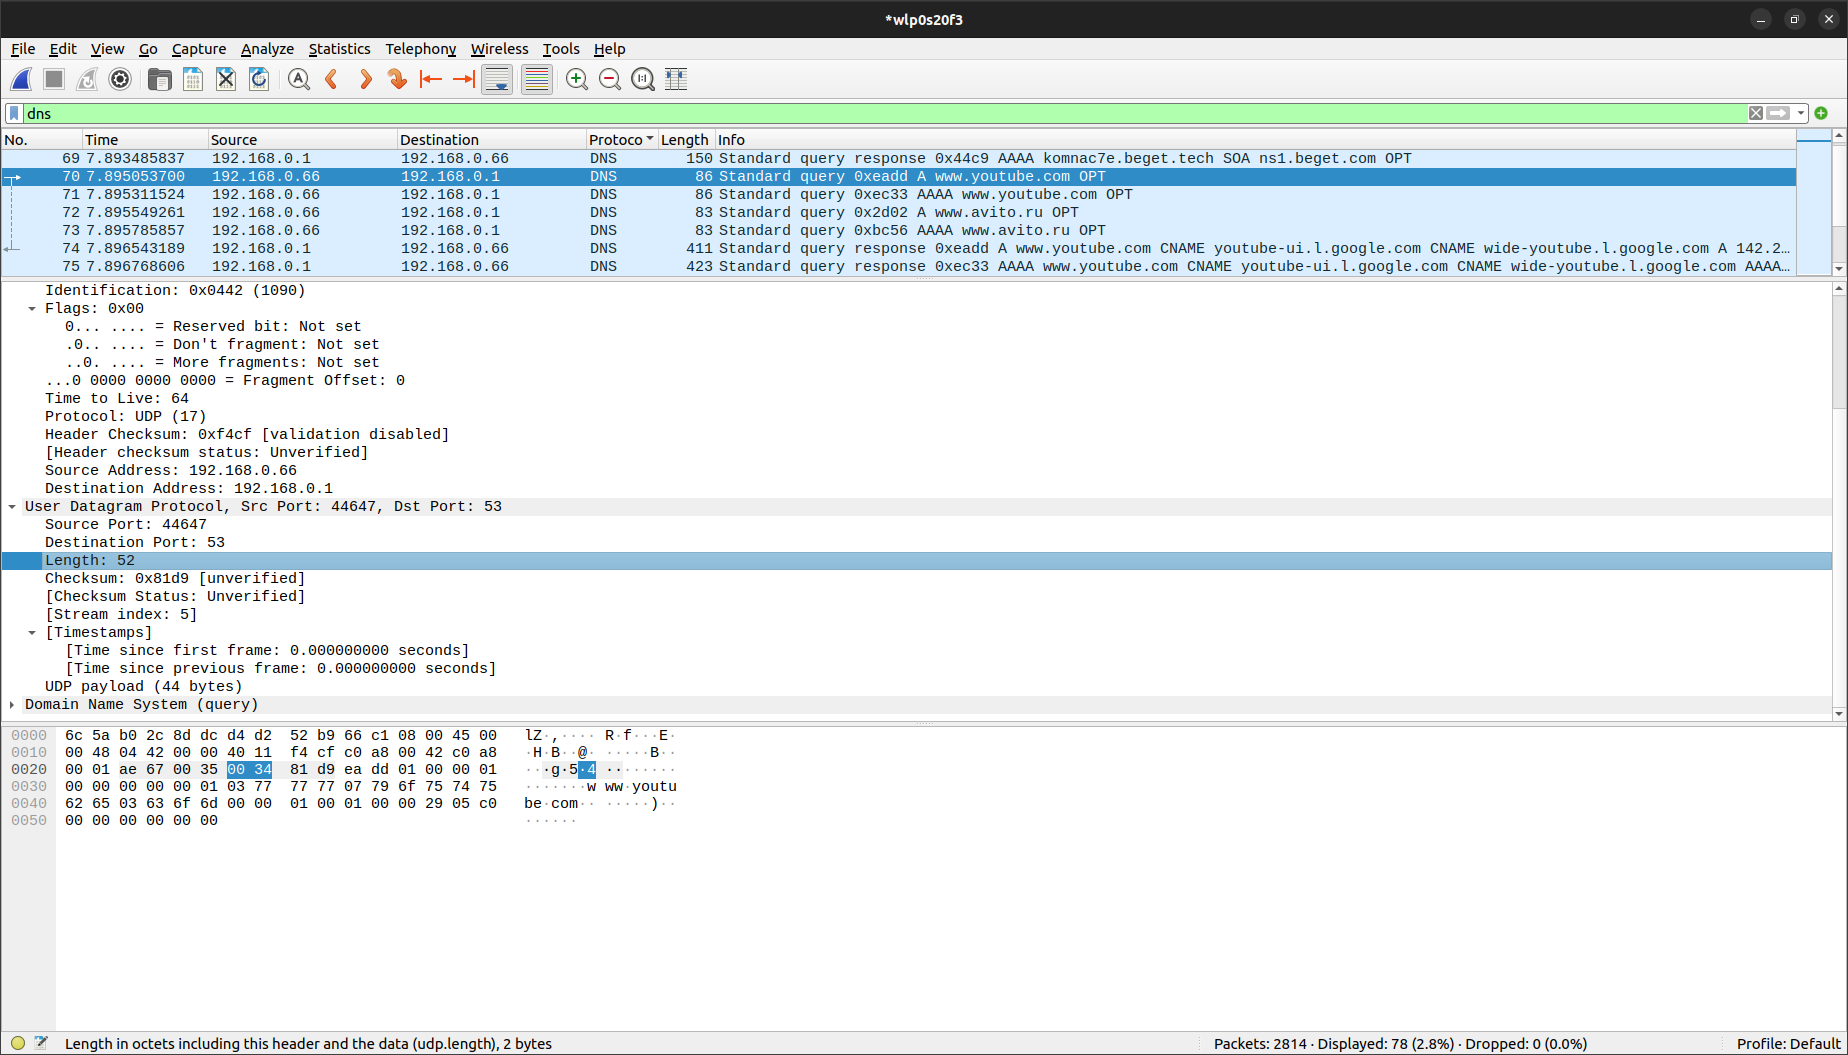 *wlp0s20f3
File Edit View Go Capture Analyze Statistics Telephony Wireless Tools Help
dns
No. Time Source Destination Protoco Length Info
69 7.893485837 192.168.0.1 192.168.0.66 DNS 150 Standard query response 0x44c9 AAAA komnac7e.beget.tech SOA ns1.beget.com OPT
70 7.895053700 192.168.0.66 192.168.0.1 DNS 86 Standard query 0xeadd A www.youtube.com OPT
71 7.895311524 192.168.0.66 192.168.0.1 DNS 86 Standard query 0xec33 AAAA www.youtube.com OPT
72 7.895549261 192.168.0.66 192.168.0.1 DNS 83 Standard query 0x2d02 A www.avito.ru OPT
73 7.895785857 192.168.0.66 192.168.0.1 DNS 83 Standard query 0xbc56 AAAA www.avito.ru OPT
74 7.896543189 192.168.0.1 192.168.0.66 DNS 411 Standard query response 0xeadd A www.youtube.com CNAME youtube-ui.l.google.com CNAME wide-youtube.l.google.com A 142.2…
75 7.896768606 192.168.0.1 192.168.0.66 DNS 423 Standard query response 0xec33 AAAA www.youtube.com CNAME youtube-ui.l.google.com CNAME wide-youtube.l.google.com AAAA…
Identification: 0x0442 (1090)
Flags: 0x00
0... .... = Reserved bit: Not set
.0.. .... = Don't fragment: Not set
..0. .... = More fragments: Not set
...0 0000 0000 0000 = Fragment Offset: 0
Time to Live: 64
Protocol: UDP (17)
Header Checksum: 0xf4cf [validation disabled]
[Header checksum status: Unverified]
Source Address: 192.168.0.66
Destination Address: 192.168.0.1
User Datagram Protocol, Src Port: 44647, Dst Port: 53
Source Port: 44647
Destination Port: 53
Length: 52
Checksum: 0x81d9 [unverified]
[Checksum Status: Unverified]
[Stream index: 5]
[Timestamps]
[Time since first frame: 0.000000000 seconds]
[Time since previous frame: 0.000000000 seconds]
UDP payload (44 bytes)
Domain Name System (query)
0000 6c 5a b0 2c 8d dc d4 d2 52 b9 66 c1 08 00 45 00 lZ·,···· R·f···E·
0010 00 48 04 42 00 00 40 11 f4 cf c0 a8 00 42 c0 a8 ·H·B··@· ·····B··
0020 00 01 ae 67 00 35 00 34 81 d9 ea dd 01 00 00 01 ···g·5·4 ········
0030 00 00 00 00 00 01 03 77 77 77 07 79 6f 75 74 75 ·······w ww·youtu
0040 62 65 03 63 6f 6d 00 00 01 00 01 00 00 29 05 c0 be·com·· ·····)··
0050 00 00 00 00 00 00 ······
Length in octets including this header and the data (udp.length), 2 bytes
Packets: 2814 · Displayed: 78 (2.8%) · Dropped: 0 (0.0%)
Profile: Default